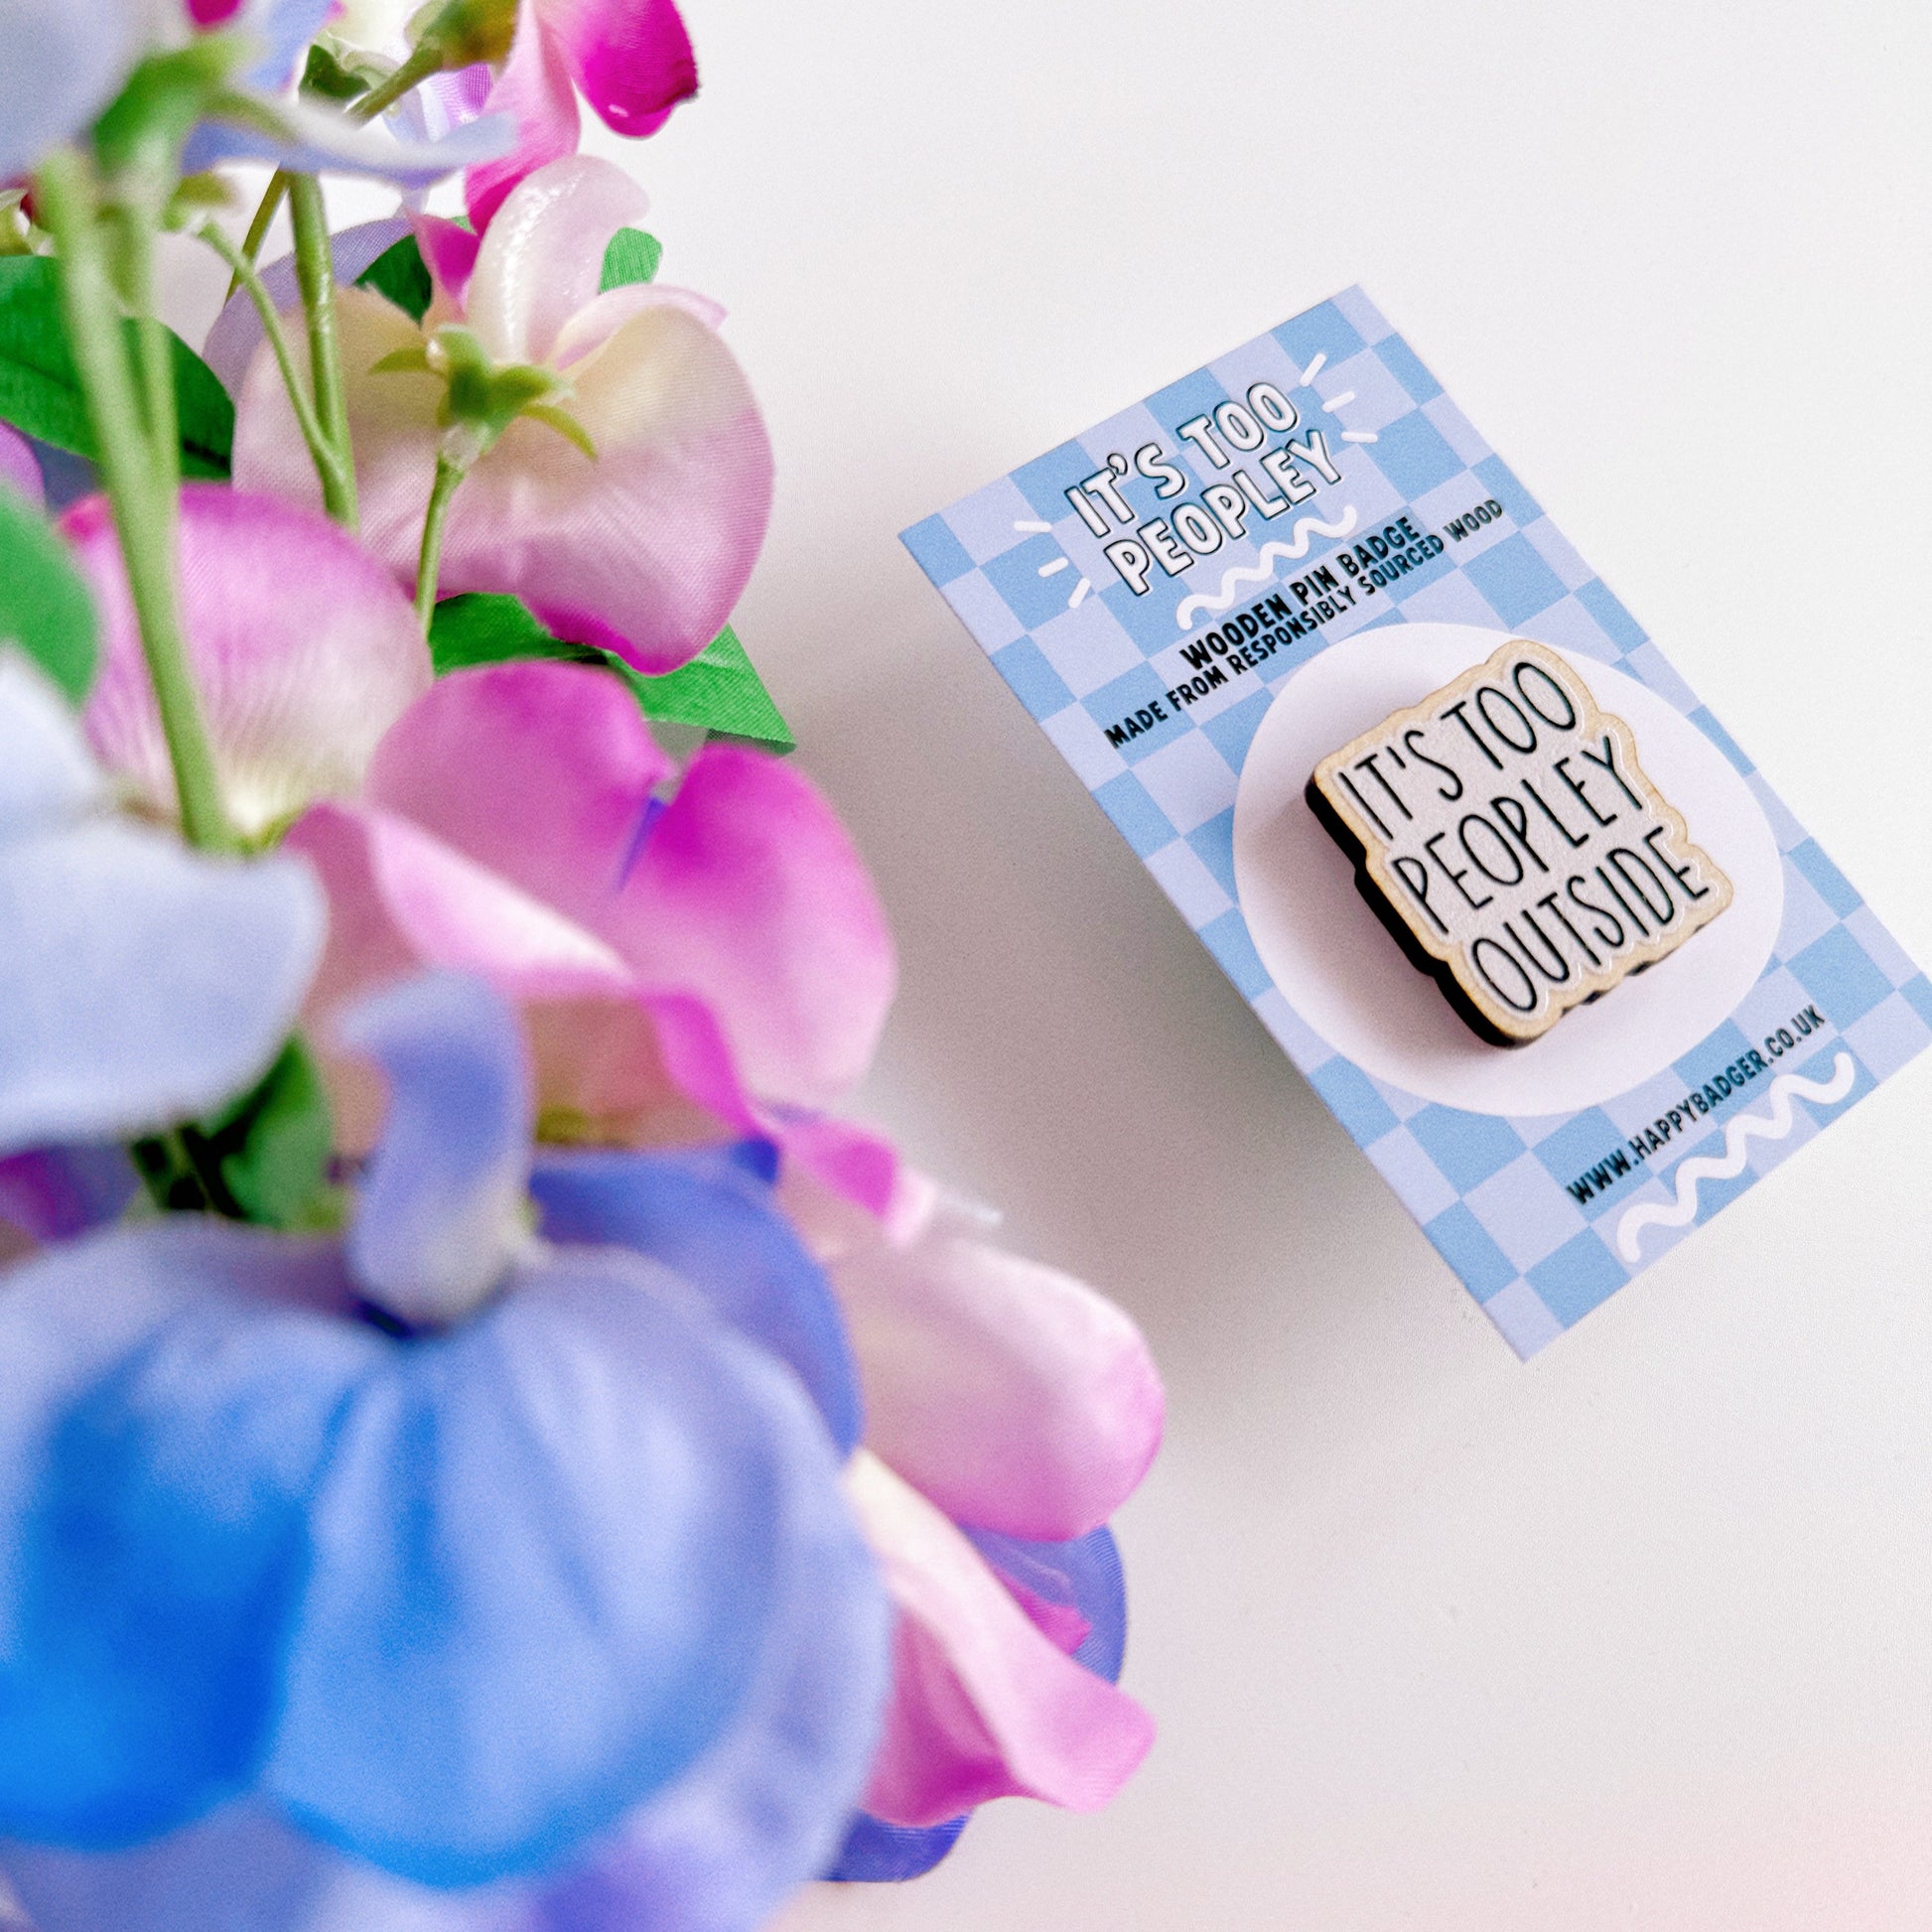 IT'S TOO
PEOPLEY
WOODEN PIN BADGE
MADE FROM RESPONSIBLY SOURCED WOOD
IT'S TOO
PEOPLEY
OUTSIDE
WWW.HAPPYBADGER.CO.UK